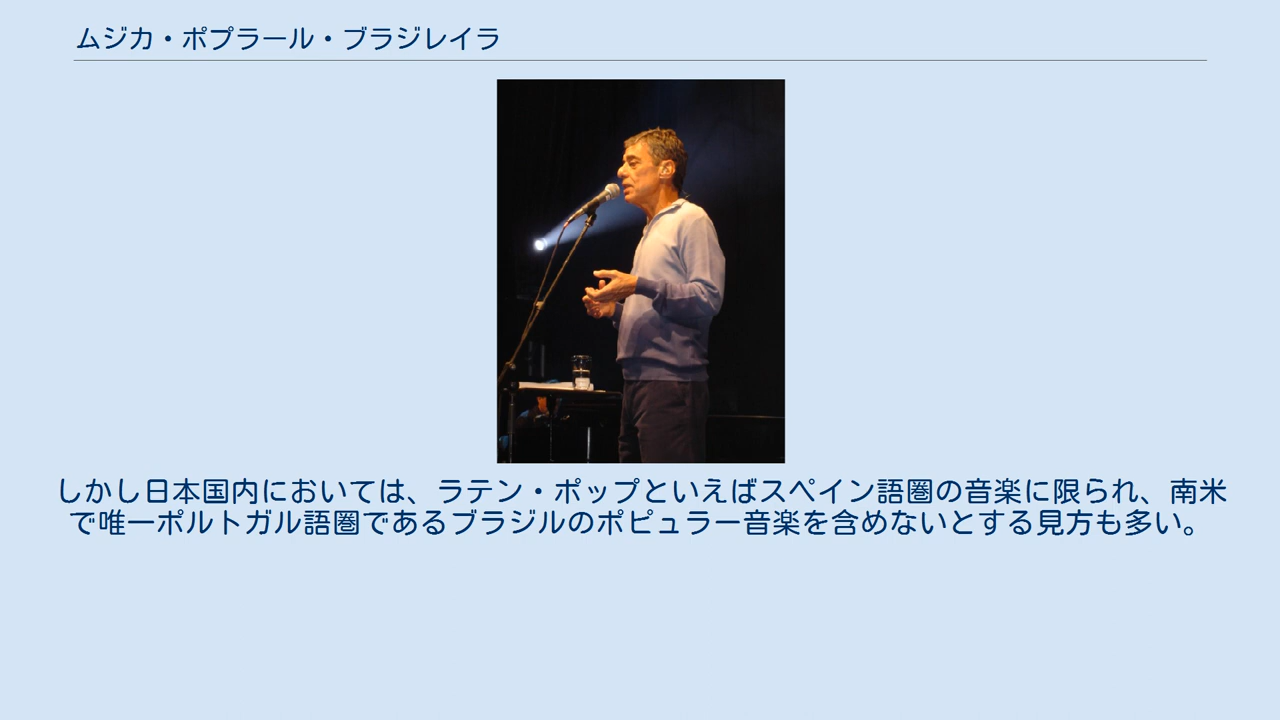 ムジカ・ポプラール・ブラジレイラ
しかし日本国内においては、ラテン・ポップといえばスペイン語圏の音楽に限られ、南米
で唯一ポルトガル語圏であるブラジルのポピュラー音楽を含めないとする見方も多い。